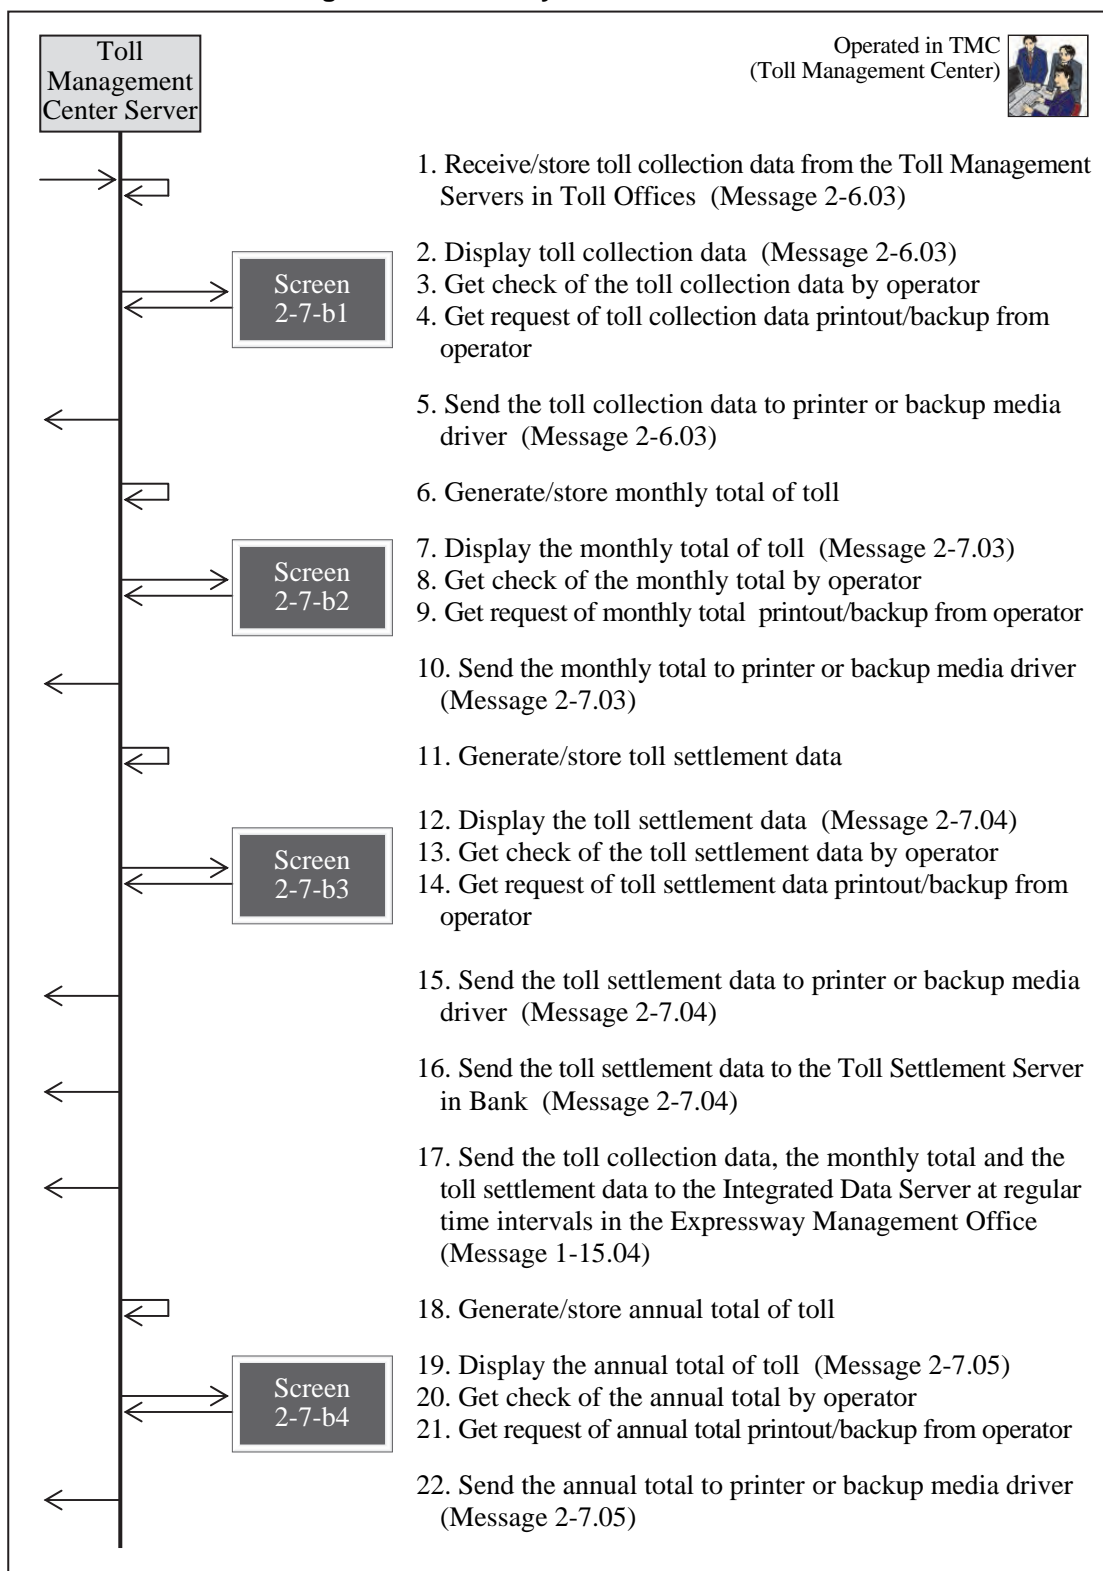 Toll
Management
Center Server
Operated in TMC
(Toll Management Center)
1. Receive/store toll collection data from the Toll Management
Servers in Toll Offices (Message 2-6.03)
Screen
2-7-b1
2. Display toll collection data (Message 2-6.03)
3. Get check of the toll collection data by operator
4. Get request of toll collection data printout/backup from
operator
5. Send the toll collection data to printer or backup media
driver (Message 2-6.03)
6. Generate/store monthly total of toll
Screen
2-7-b2
7. Display the monthly total of toll (Message 2-7.03)
8. Get check of the monthly total by operator
9. Get request of monthly total printout/backup from operator
10. Send the monthly total to printer or backup media driver
(Message 2-7.03)
11. Generate/store toll settlement data
Screen
2-7-b3
12. Display the toll settlement data (Message 2-7.04)
13. Get check of the toll settlement data by operator
14. Get request of toll settlement data printout/backup from
operator
15. Send the toll settlement data to printer or backup media
driver (Message 2-7.04)
16. Send the toll settlement data to the Toll Settlement Server
in Bank (Message 2-7.04)
17. Send the toll collection data, the monthly total and the
toll settlement data to the Integrated Data Server at regular
time intervals in the Expressway Management Office
(Message 1-15.04)
18. Generate/store annual total of toll
Screen
2-7-b4
19. Display the annual total of toll (Message 2-7.05)
20. Get check of the annual total by operator
21. Get request of annual total printout/backup from operator
22. Send the annual total to printer or backup media driver
(Message 2-7.05)